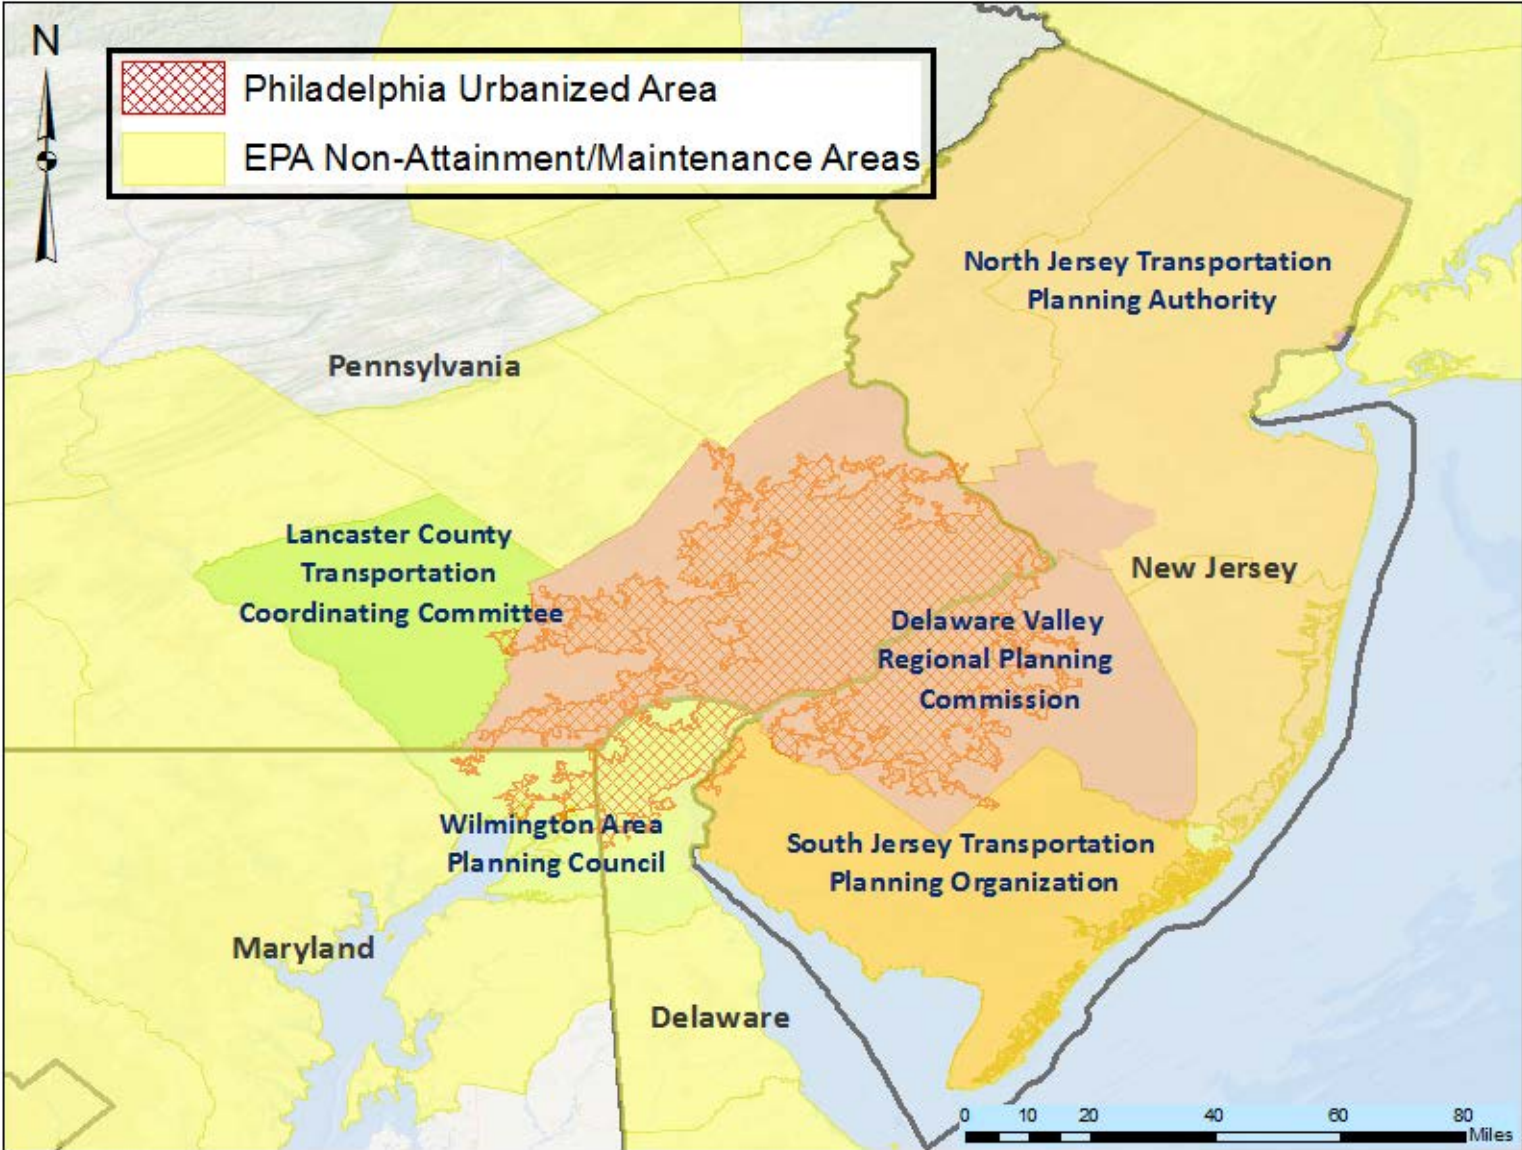 N
Philadelphia Urbanized Area
EPA Non-Attainment/Maintenance Areas
North Jersey Transportation
Planning Authority
Pennsylvania
Lancaster County
Transportation
Coordinating Committee
New Jersey
Delaware Valley
Regional Planning
Commission
Wilmington Area
Planning Council
South Jersey Transportation
Planning Organization
Maryland
Delaware
0 10 20 40 60 80
Miles